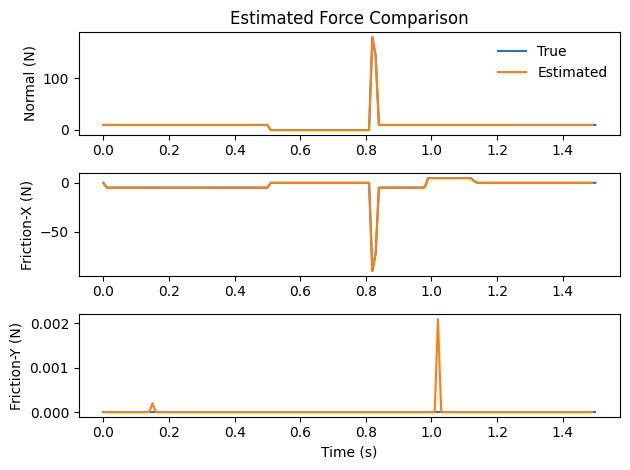 Estimated Force Comparison
Normal (N)
100
0
True
Estimated
0.0 0.2 0.4 0.6 0.8 1.0 1.2 1.4
Friction-X (N)
0
−50
0.0 0.2 0.4 0.6 0.8 1.0 1.2 1.4
Friction-Y (N)
0.002
0.001
0.000
0.0 0.2 0.4 0.6 0.8 1.0 1.2 1.4
Time (s)